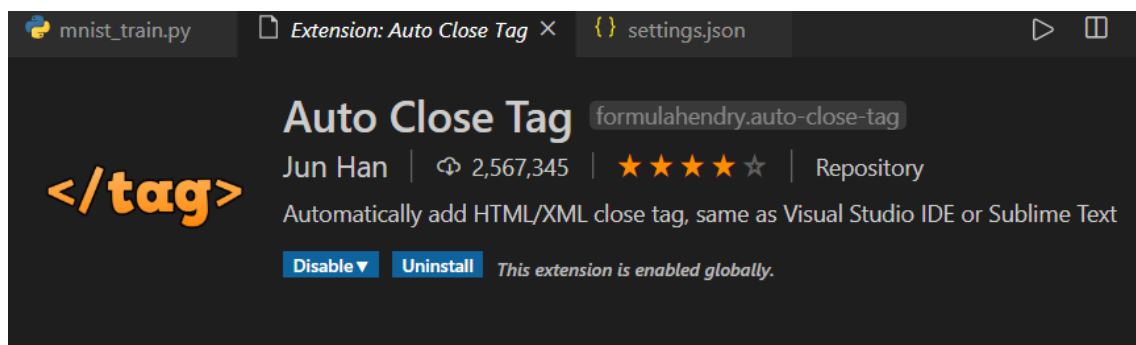 mnist_train.py Extension: Auto Close Tag × {} settings.json
</tag>
Auto Close Tag formulahendry.auto-close-tag
Jun Han 2,567,345 Repository
Automatically add HTML/XML close tag, same as Visual Studio IDE or Sublime Text
Disable▼ Uninstall This extension is enabled globally.